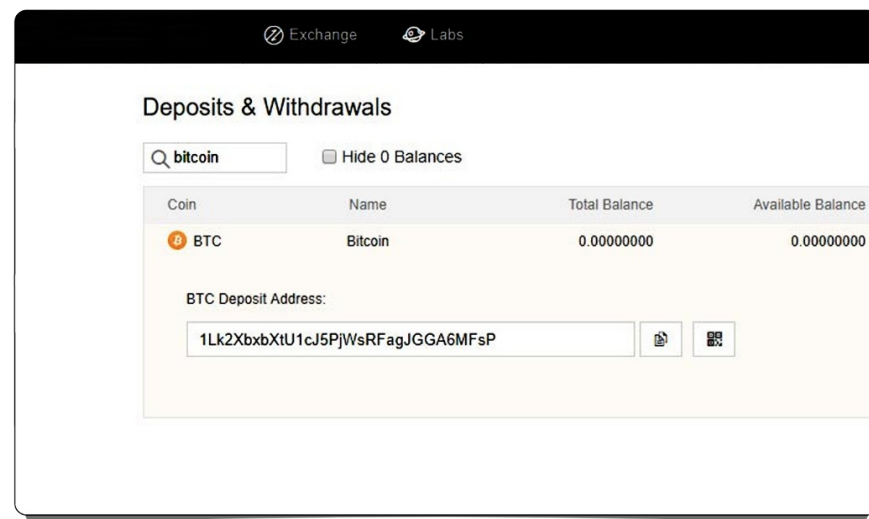 Exchange Labs
Deposits & Withdrawals
bitcoin Hide 0 Balances
Coin Name Total Balance Available Balance
BTC Bitcoin 0.00000000 0.00000000
BTC Deposit Address:
1Lk2XbxbXtU1cJ5PjWsRFagJGGA6MFsP